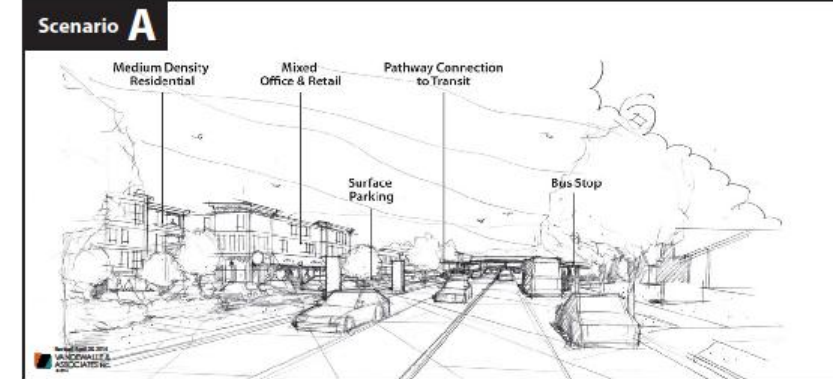 Scenario A
Medium Density
Residential
Mixed
Office & Retail
Pathway Connection
to Transit
Surface
Parking
Bus Stop
VANDEWALLE &
ASSOCIATES INC.